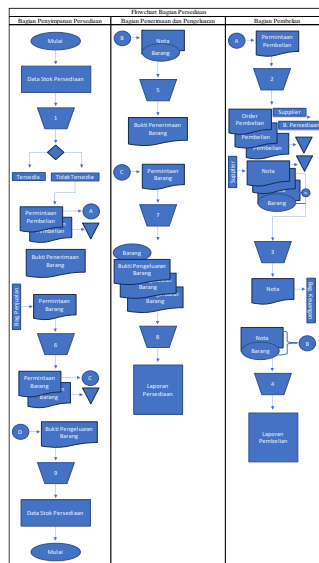 Flowchart Bagian Persediaan
Bagian Penyimpanan Persediaan
Bagian Penerimaan dan Pengeluaran
Bagian Pembelian
Mulai
Data Stok Persediaan
1
Tersedia
Tidak Tersedia
Permintaan
Pembelian
Pembelian
A
Bukti Penerimaan
Barang
Bag Penjualan
Permintaan
Barang
6
Permintaan
Barang
Barang
C
D
Bukti Pengeluaran
Barang
9
Data Stok Persediaan
Mulai
B
Nota
Barang
5
Bukti Penerimaan
Barang
C
Permintaan
Barang
7
Barang
Bukti Pengeluaran
Barang
Barang
8
Laporan
Persediaan
A
Permintaan
Pembelian
2
Order
Pembelian
Supplier
B. Persediaan
Pembelian
Pembelian
Supplier
Nota
Barang
3
Nota
Bag. Keuangan
Nota
Barang
B
4
Laporan
Pembelian